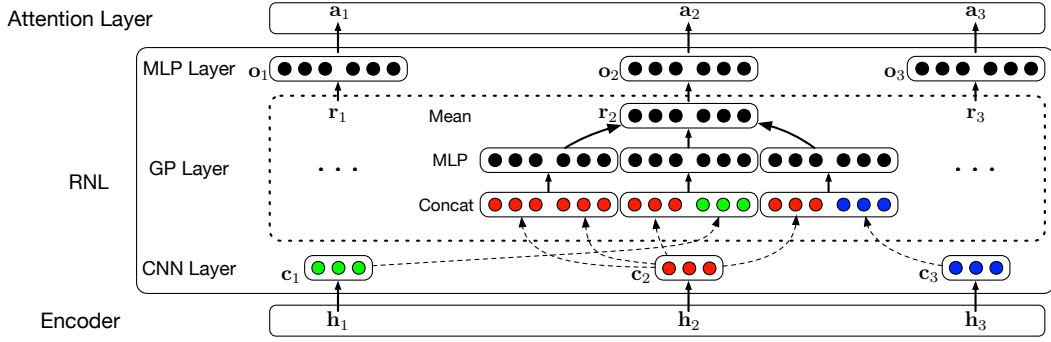 Attention Layer a1 a2 a3
MLP Layer o1 o2 o3
r1 Mean r2 r3
RNL GP Layer . . . MLP . . .
Concat
CNN Layer c1 c2 c3
Encoder h1 h2 h3